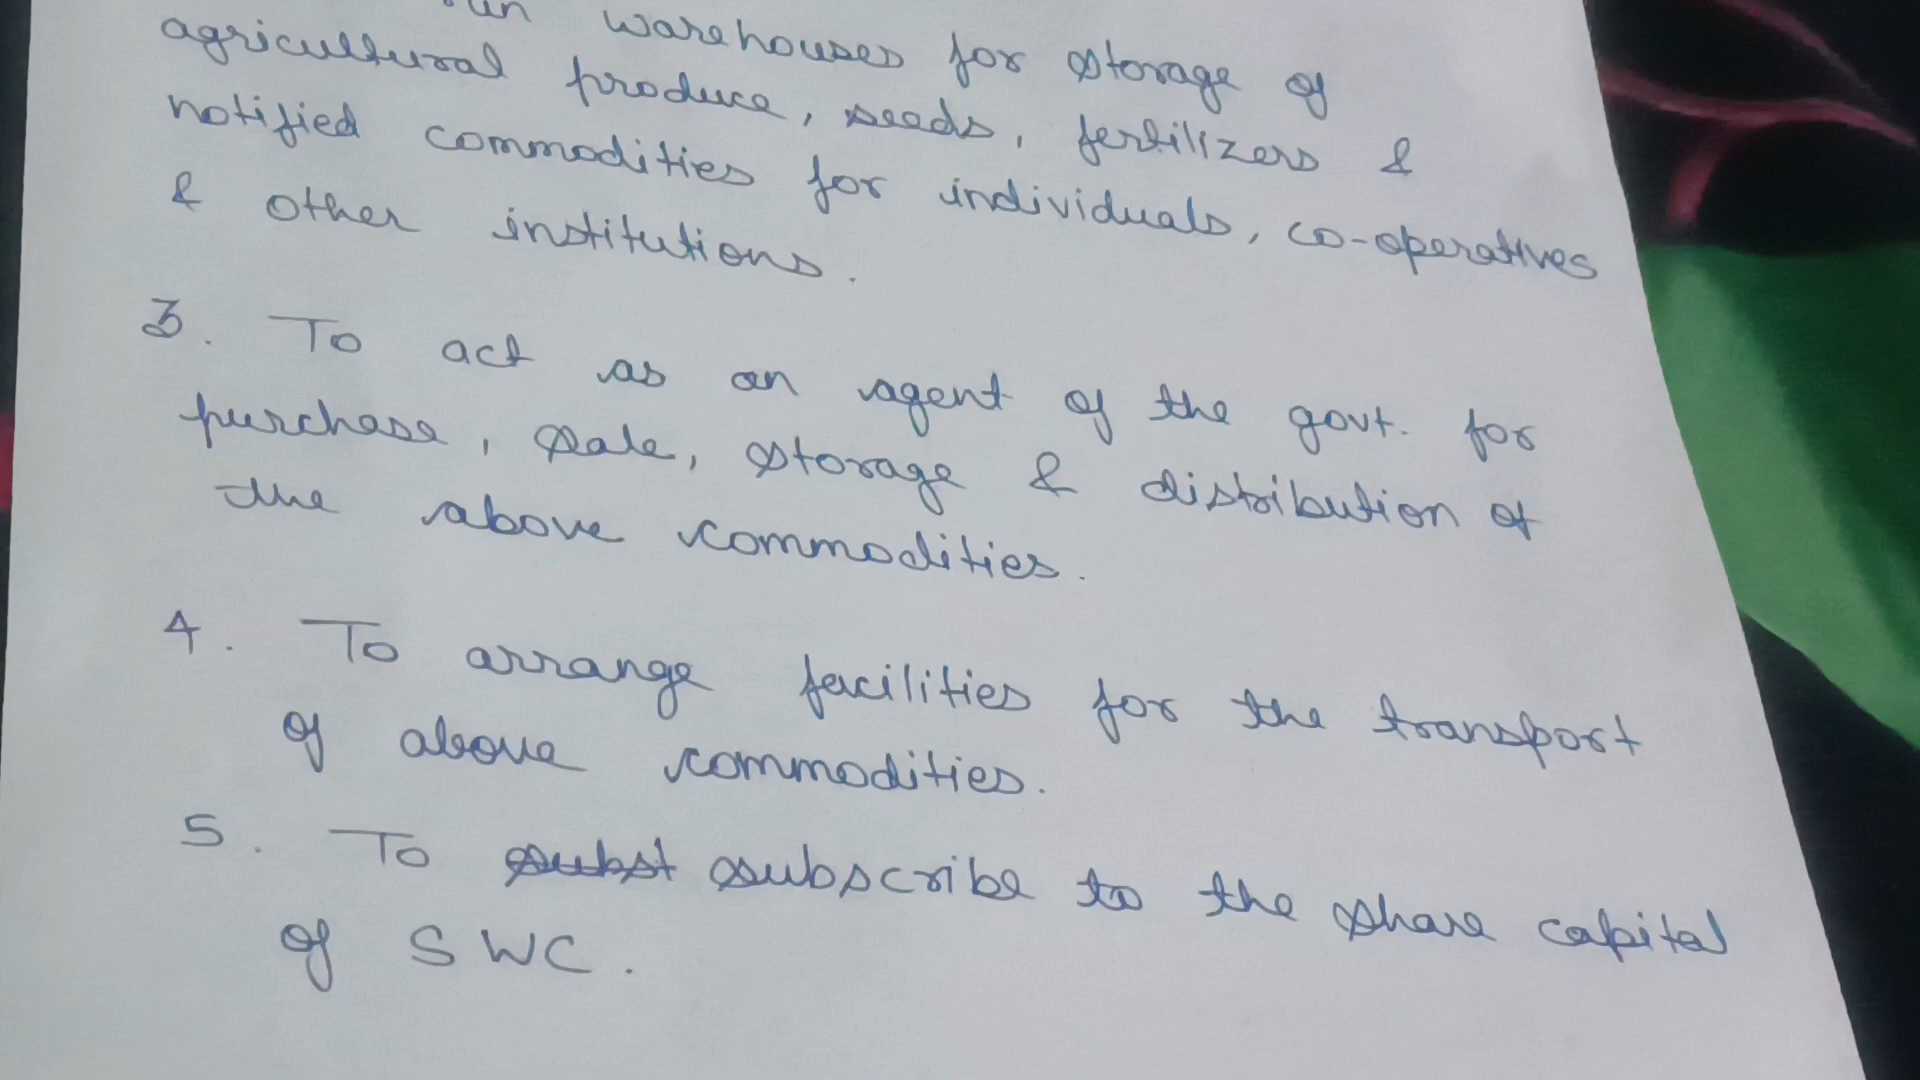 warehouses for storage of
agricultural produce, seeds, fertilizers &
notified commodities for individuals, co-operatives
& other institutions.
3. To act as an agent of the govt. for
purchase, sale, storage & distribution of
the above commodities.
4. To arrange facilities for the transport
of above commodities.
5. To subst subscribe to the share capital
of SWC.